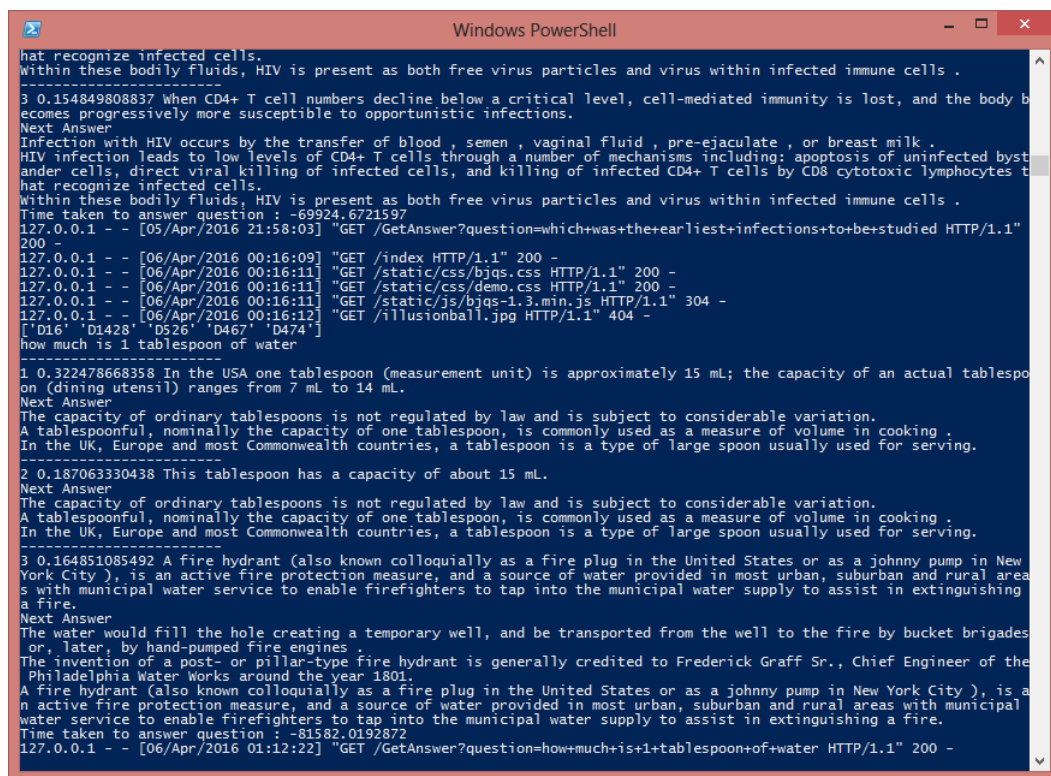 Windows PowerShell
hat recognize infected cells.
Within these bodily fluids, HIV is present as both free virus particles and virus within infected immune cells .
-------------------------
3 0.154849808837 When CD4+ T cell numbers decline below a critical level, cell-mediated immunity is lost, and the body b
ecomes progressively more susceptible to opportunistic infections.
Next Answer
Infection with HIV occurs by the transfer of blood , semen , vaginal fluid , pre-ejaculate , or breast milk .
HIV infection leads to low levels of CD4+ T cells through a number of mechanisms including: apoptosis of uninfected byst
ander cells, direct viral killing of infected cells, and killing of infected CD4+ T cells by CD8 cytotoxic lymphocytes t
hat recognize infected cells.
Within these bodily fluids, HIV is present as both free virus particles and virus within infected immune cells .
Time taken to answer question : -69924.6721597
127.0.0.1 - - [05/Apr/2016 21:58:03] "GET /GetAnswer?question=which+was+the+earliest+infections+to+be+studied HTTP/1.1"
200 -
127.0.0.1 - - [06/Apr/2016 00:16:09] "GET /index HTTP/1.1" 200 -
127.0.0.1 - - [06/Apr/2016 00:16:11] "GET /static/css/bjqs.css HTTP/1.1" 200 -
127.0.0.1 - - [06/Apr/2016 00:16:11] "GET /static/css/demo.css HTTP/1.1" 200 -
127.0.0.1 - - [06/Apr/2016 00:16:11] "GET /static/js/bjqs-1.3.min.js HTTP/1.1" 304 -
127.0.0.1 - - [06/Apr/2016 00:16:12] "GET /illusionball.jpg HTTP/1.1" 404 -
['D16' 'D1428' 'D526' 'D467' 'D474']
how much is 1 tablespoon of water
-------------------------
1 0.322478668358 In the USA one tablespoon (measurement unit) is approximately 15 mL; the capacity of an actual tablespo
on (dining utensil) ranges from 7 mL to 14 mL.
Next Answer
The capacity of ordinary tablespoons is not regulated by law and is subject to considerable variation.
A tablespoonful, nominally the capacity of one tablespoon, is commonly used as a measure of volume in cooking .
In the UK, Europe and most Commonwealth countries, a tablespoon is a type of large spoon usually used for serving.
-------------------------
2 0.187063330438 This tablespoon has a capacity of about 15 mL.
Next Answer
The capacity of ordinary tablespoons is not regulated by law and is subject to considerable variation.
A tablespoonful, nominally the capacity of one tablespoon, is commonly used as a measure of volume in cooking .
In the UK, Europe and most Commonwealth countries, a tablespoon is a type of large spoon usually used for serving.
-------------------------
3 0.164851085492 A fire hydrant (also known colloquially as a fire plug in the United States or as a johnny pump in New
York City ), is an active fire protection measure, and a source of water provided in most urban, suburban and rural area
s with municipal water service to enable firefighters to tap into the municipal water supply to assist in extinguishing
a fire.
Next Answer
The water would fill the hole creating a temporary well, and be transported from the well to the fire by bucket brigades
or, later, by hand-pumped fire engines .
The invention of a post- or pillar-type fire hydrant is generally credited to Frederick Graff Sr., Chief Engineer of the
Philadelphia Water Works around the year 1801.
A fire hydrant (also known colloquially as a fire plug in the United States or as a johnny pump in New York City ), is a
n active fire protection measure, and a source of water provided in most urban, suburban and rural areas with municipal
water service to enable firefighters to tap into the municipal water supply to assist in extinguishing a fire.
Time taken to answer question : -81582.0192872
127.0.0.1 - - [06/Apr/2016 01:12:22] "GET /GetAnswer?question=how+much+is+1+tablespoon+of+water HTTP/1.1" 200 -